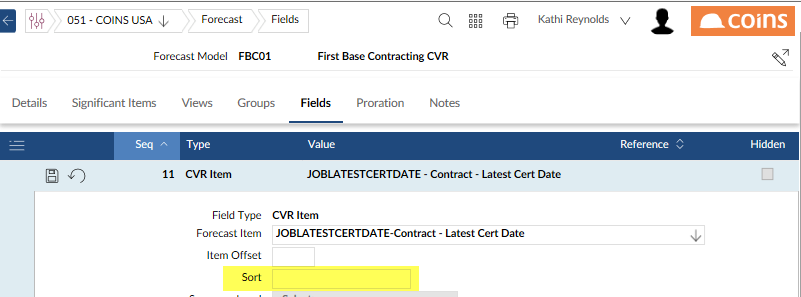 051 - COINS USA Forecast Fields Kathi Reynolds coins
Forecast Model FBC01 First Base Contracting CVR
Details Significant Items Views Groups Fields Proration Notes
Seq Type Value Reference Hidden
11 CVR Item JOBLATESTCERTDATE - Contract - Latest Cert Date
Field Type CVR Item
Forecast Item JOBLATESTCERTDATE-Contract - Latest Cert Date
Item Offset
Sort